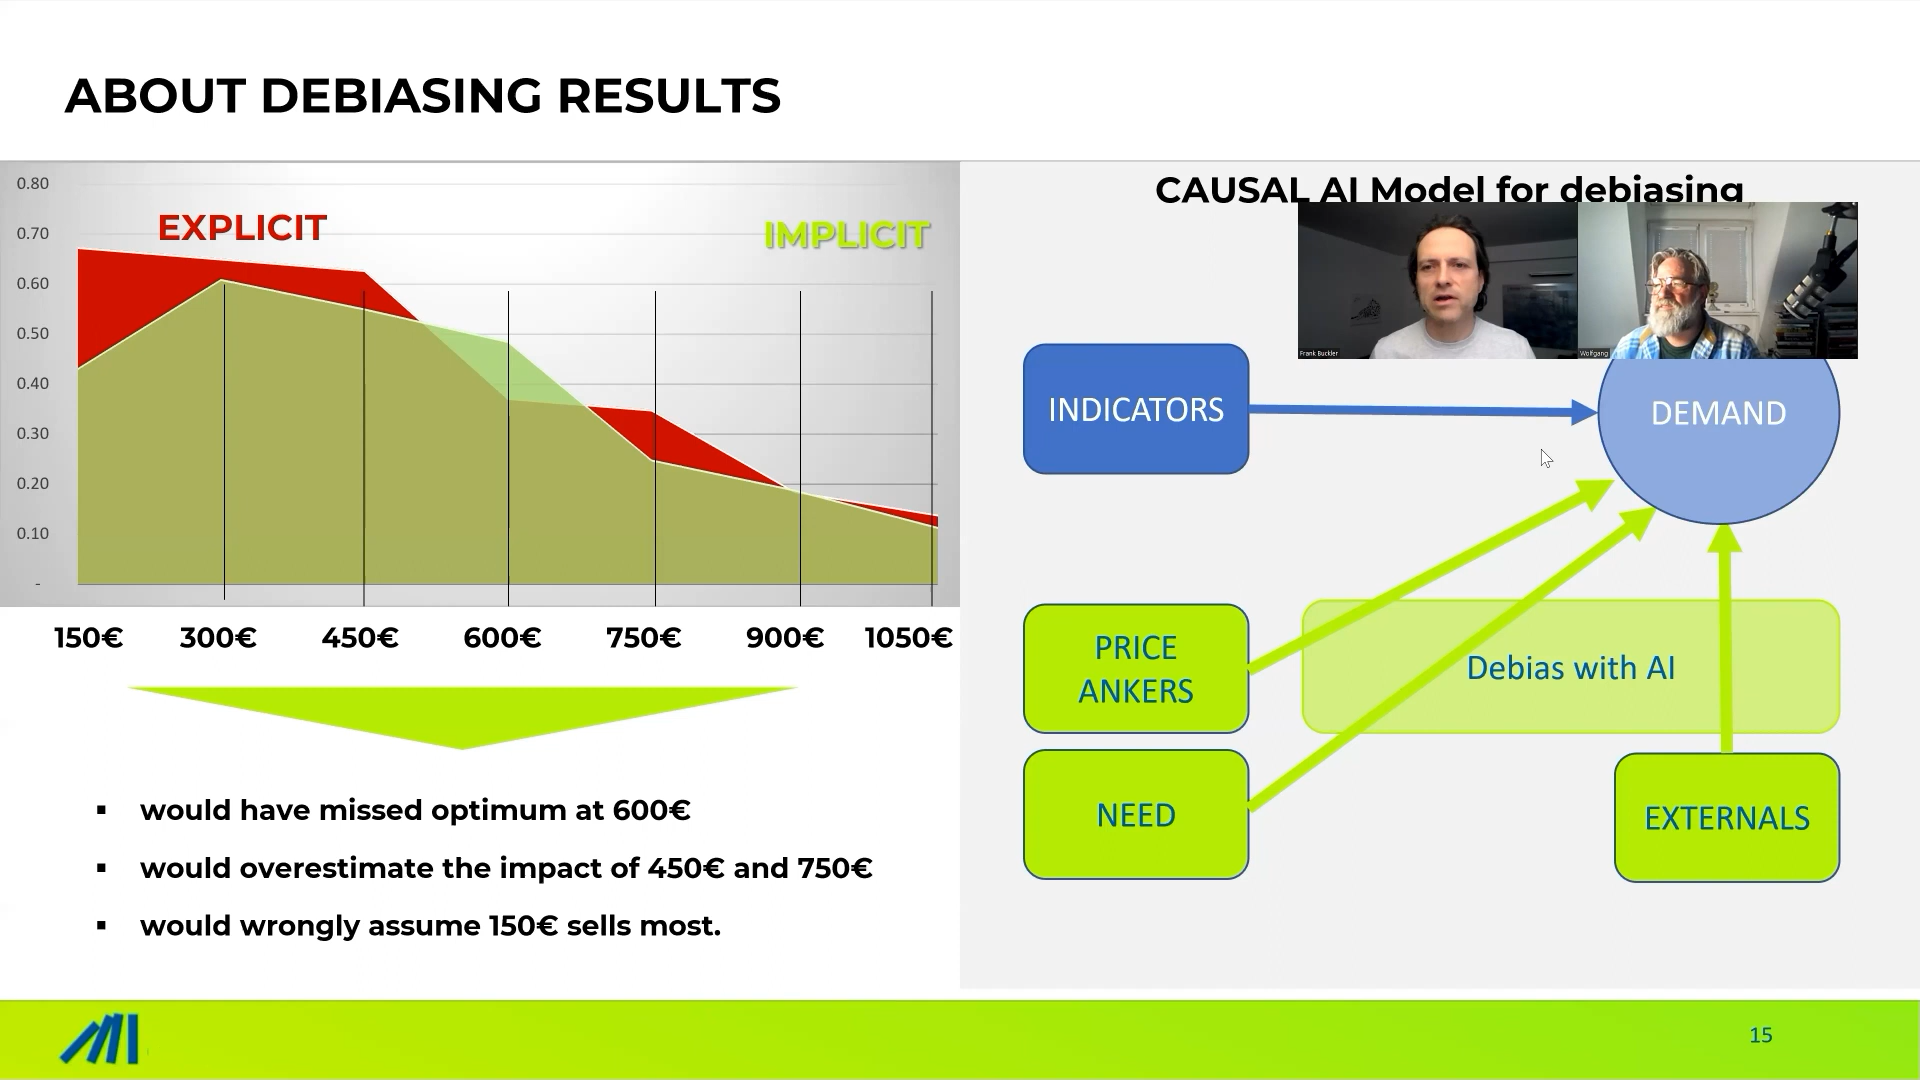 ABOUT DEBIASING RESULTS
0.80
0.70
0.60
0.50
0.40
0.30
0.20
0.10
-
EXPLICIT
IMPLICIT
150€ 300€ 450€ 600€ 750€ 900€ 1050€
▪ would have missed optimum at 600€
▪ would overestimate the impact of 450€ and 750€
▪ would wrongly assume 150€ sells most.
CAUSAL AI Model for debiasing
Frank Buckler
Wolfgang
INDICATORS
DEMAND
PRICE
ANKERS
Debias with AI
NEED
EXTERNALS
15